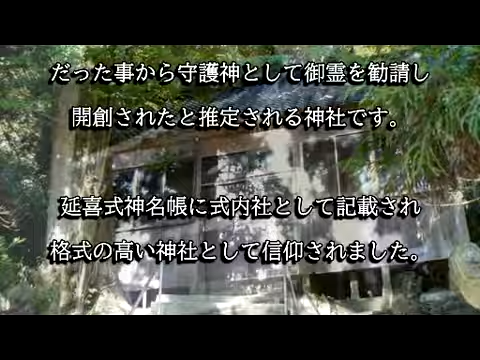 だった事から守護神として御霊を勧請し
開創されたと推定される神社です。
延喜式神名帳に式内社として記載され
格式の高い神社として信仰されました。